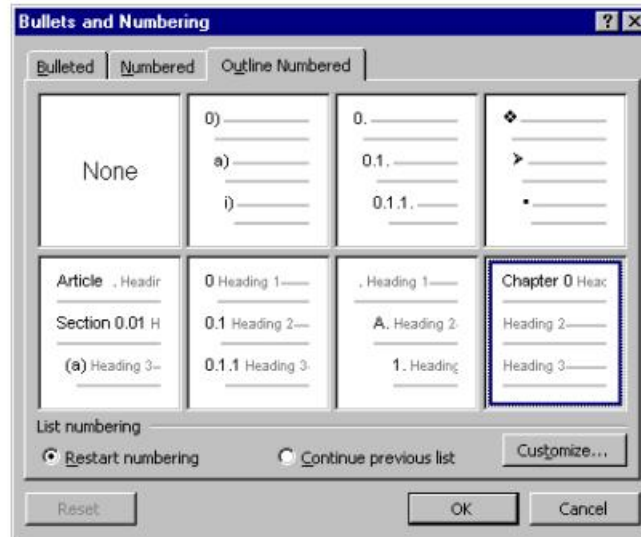 Bullets and Numbering
Bulleted
Numbered
Outline Numbered
None
0)
a)
i)
0.
0.1.
0.1.1.
Article . Headin
Section 0.01 H
(a) Heading 3
0 Heading 1
0.1 Heading 2
0.1.1 Heading 3
. Heading 1
A. Heading 2
1. Heading
Chapter 0 Head
Heading 2
Heading 3
List numbering
Restart numbering
Continue previous list
Customize...
Reset
OK
Cancel